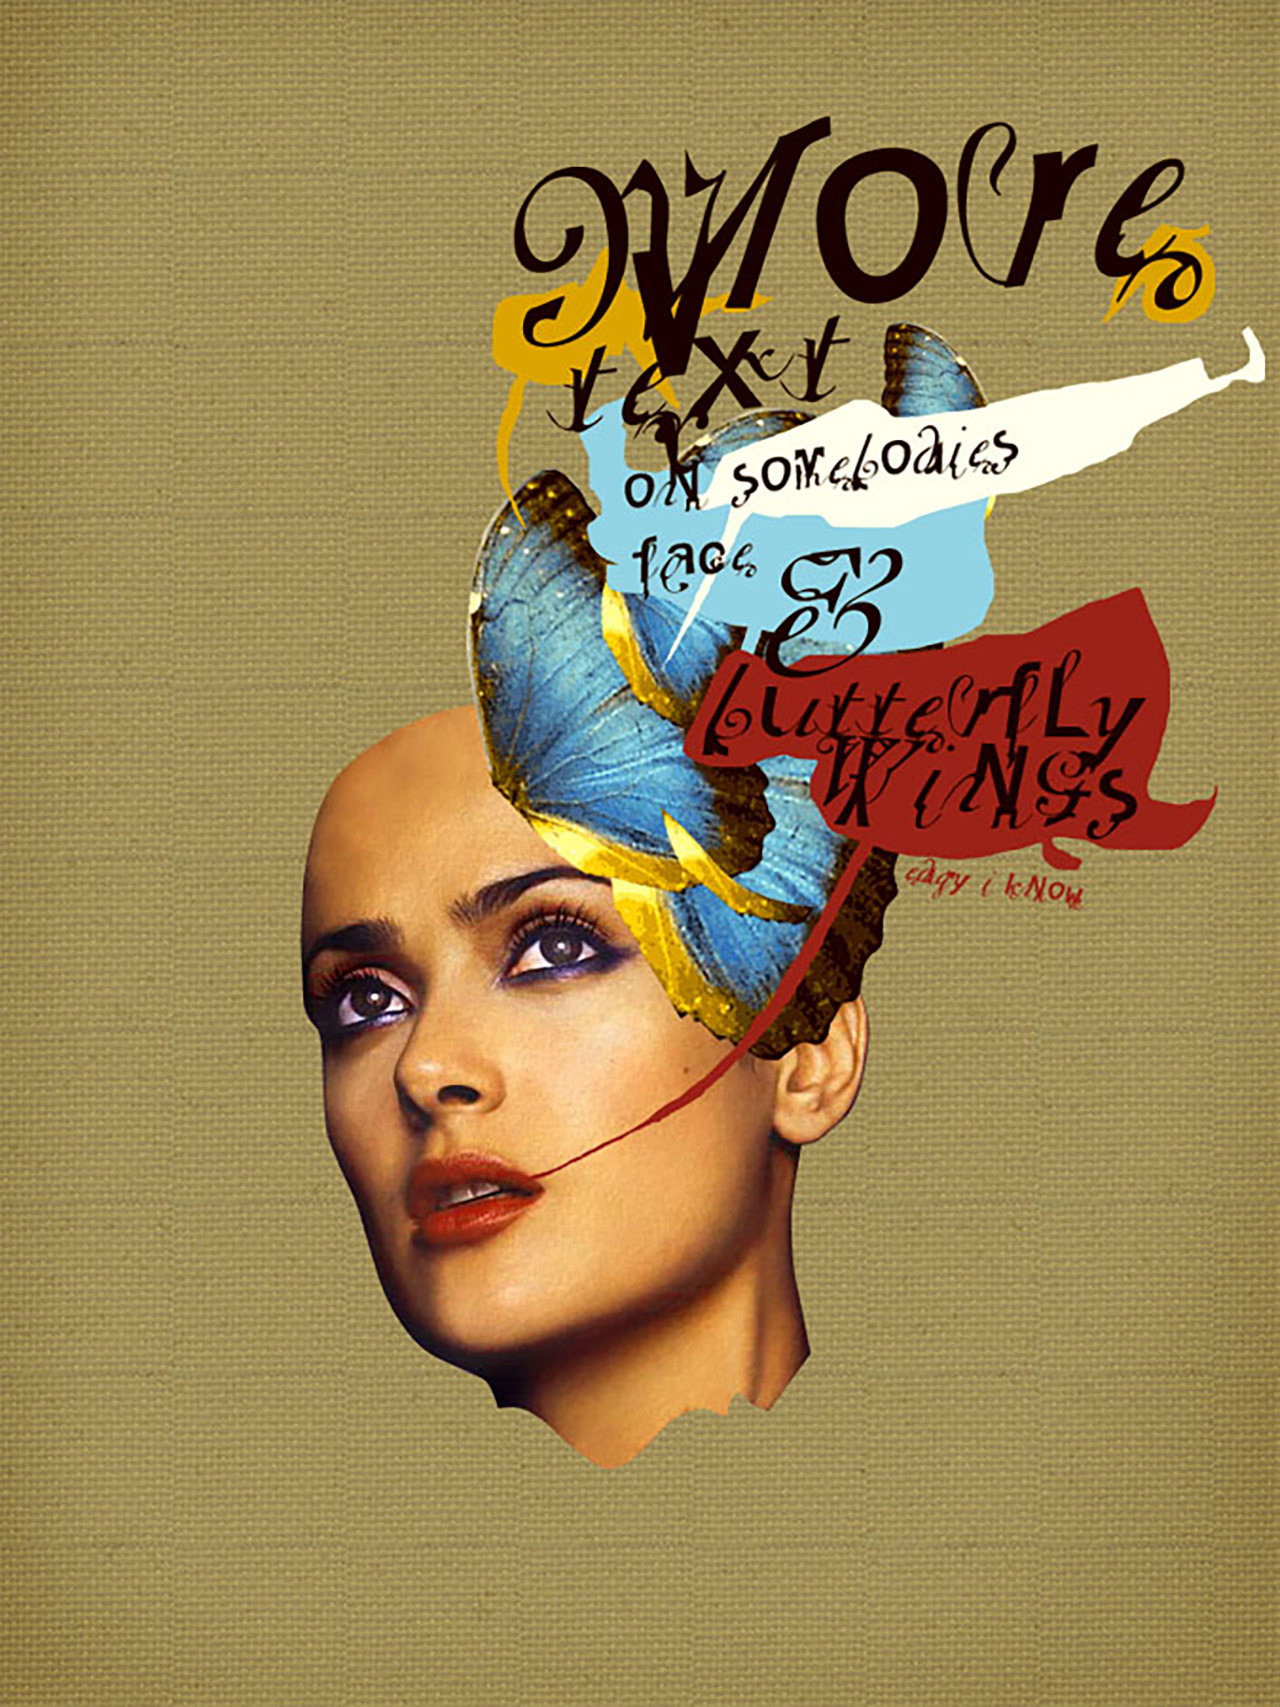 More
text
on somebodies
face &
butterfly
wings
edgy i know